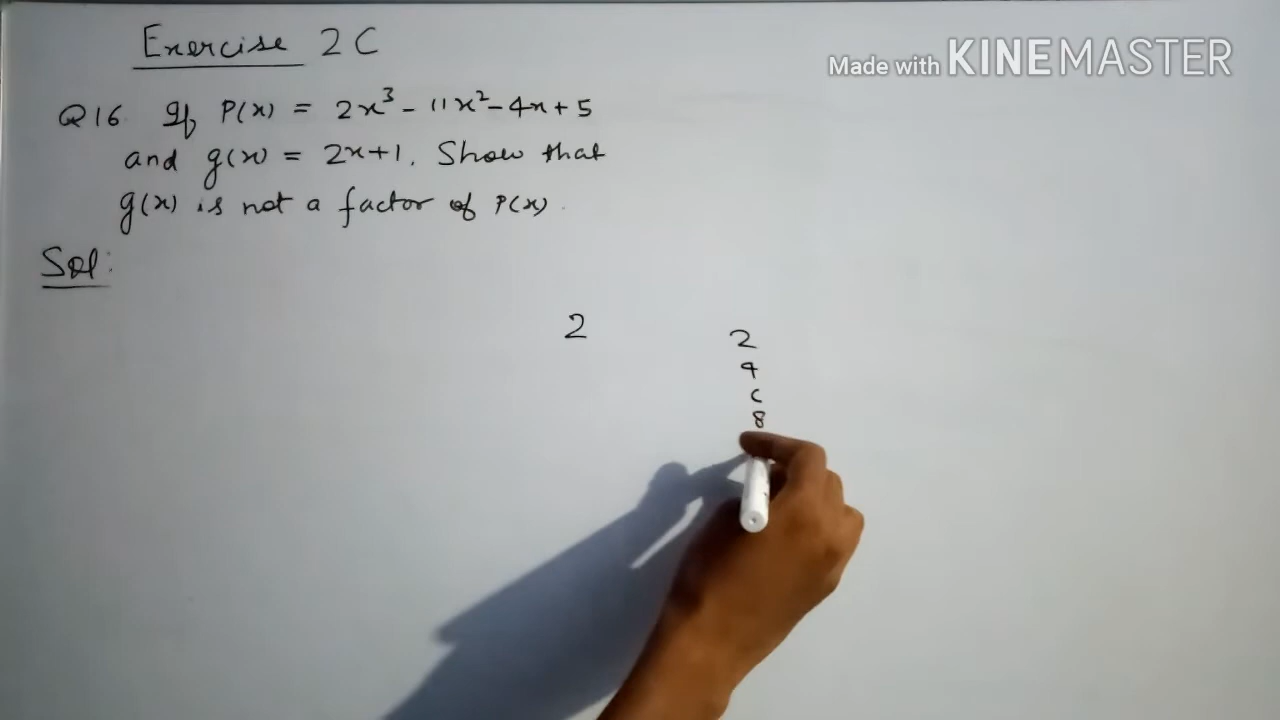 Exercise 2C
Made with KINEMASTER
Q16 If P(x) = 2x³ - 11x² - 4x + 5
and g(x) = 2x+1. Show that
g(x) is not a factor of P(x).
Sol:
2
2
4
6
8